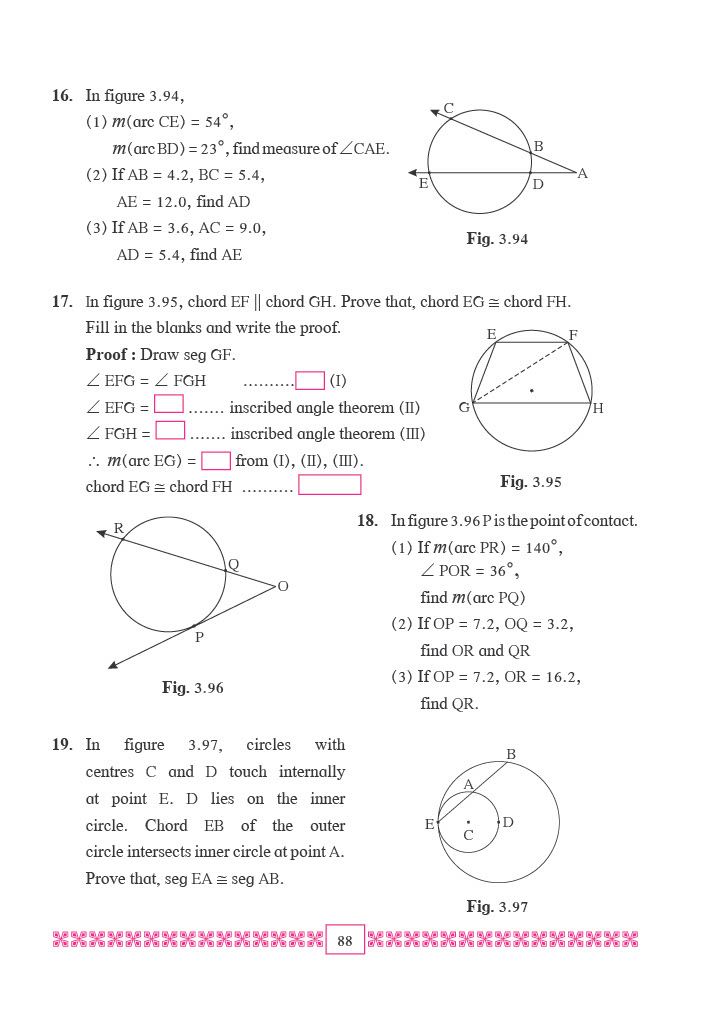 16. In figure 3.94,
(1) m(arc CE) = 54°,
m(arc BD) = 23°, find measure of ∠CAE.
(2) If AB = 4.2, BC = 5.4,
AE = 12.0, find AD
(3) If AB = 3.6, AC = 9.0,
AD = 5.4, find AE
C
B
A
E
D
Fig. 3.94
17. In figure 3.95, chord EF || chord GH. Prove that, chord EG ≅ chord FH.
Fill in the blanks and write the proof.
Proof : Draw seg GF.
∠ EFG = ∠ FGH .......... (I)
∠ EFG = ....... inscribed angle theorem (II)
∠ FGH = ....... inscribed angle theorem (III)
∴ m(arc EG) = from (I), (II), (III).
chord EG ≅ chord FH ..........
E
F
G
H
Fig. 3.95
R
Q
O
P
Fig. 3.96
18. In figure 3.96 P is the point of contact.
(1) If m(arc PR) = 140°,
∠ POR = 36°,
find m(arc PQ)
(2) If OP = 7.2, OQ = 3.2,
find OR and QR
(3) If OP = 7.2, OR = 16.2,
find QR.
19. In figure 3.97, circles with
centres C and D touch internally
at point E. D lies on the inner
circle. Chord EB of the outer
circle intersects inner circle at point A.
Prove that, seg EA ≅ seg AB.
B
A
E
D
C
Fig. 3.97
88